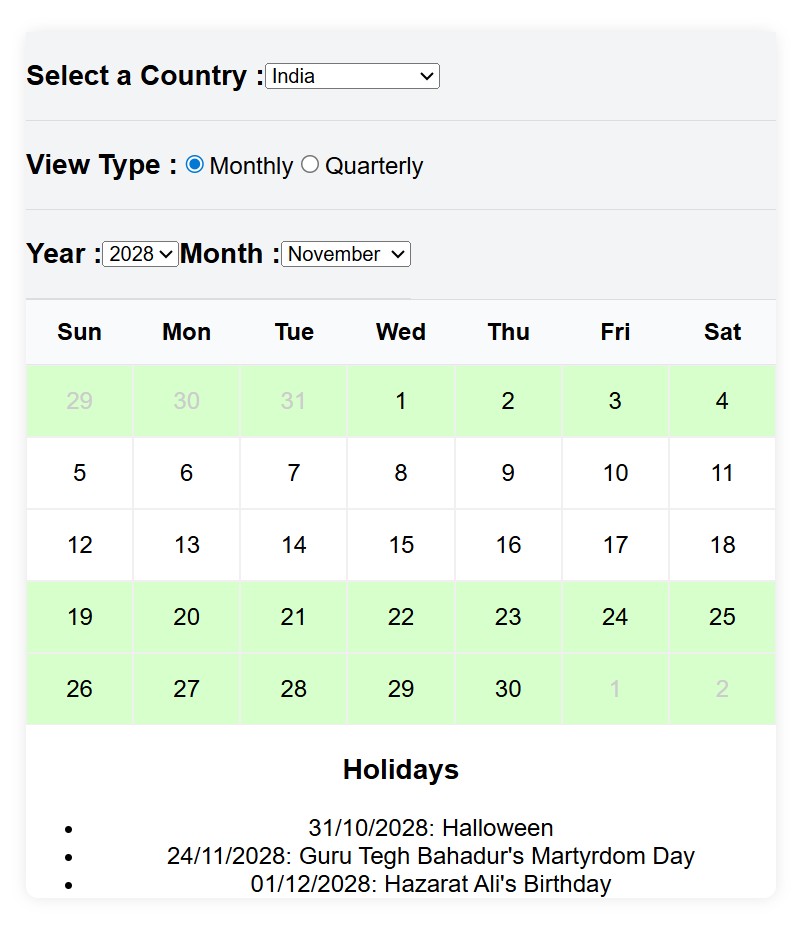 Select a Country : India
View Type : Monthly Quarterly
Year : 2028 Month : November
Sun Mon Tue Wed Thu Fri Sat
29 30 31 1 2 3 4
5 6 7 8 9 10 11
12 13 14 15 16 17 18
19 20 21 22 23 24 25
26 27 28 29 30 1 2
Holidays
31/10/2028: Halloween
24/11/2028: Guru Tegh Bahadur's Martyrdom Day
01/12/2028: Hazarat Ali's Birthday